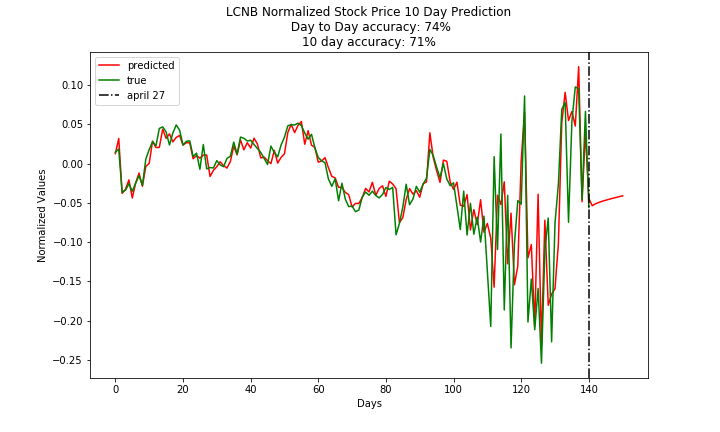 LCNB Normalized Stock Price 10 Day Prediction
Day to Day accuracy: 74%
10 day accuracy: 71%
predicted
true
april 27
Normalized Values
0.10
0.05
0.00
−0.05
−0.10
−0.15
−0.20
−0.25
0 20 40 60 80 100 120 140
Days